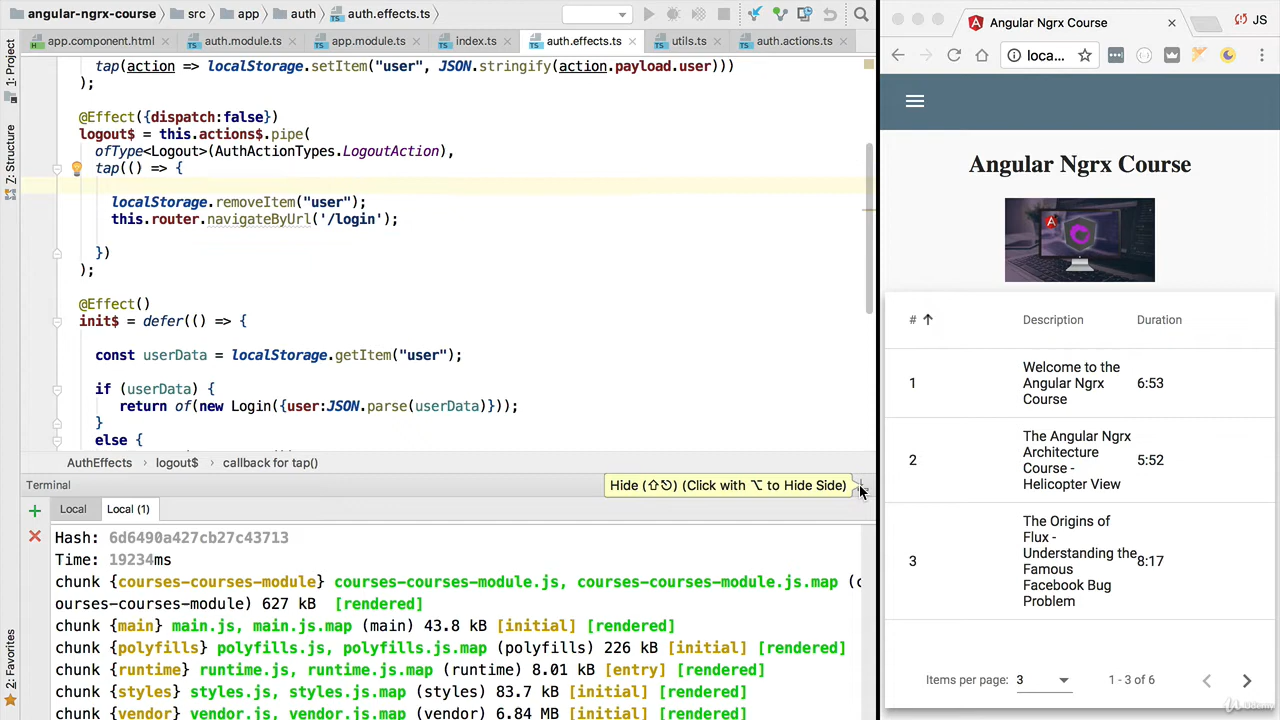 angular-ngrx-course src app auth auth.effects.ts
app.component.html auth.module.ts app.module.ts index.ts auth.effects.ts utils.ts auth.actions.ts
1: Project
Z: Structure
2: Favorites
tap(action => localStorage.setItem("user", JSON.stringify(action.payload.user)))
);
@Effect({dispatch:false})
logout$ = this.actions$.pipe(
ofType<Logout>(AuthActionTypes.LogoutAction),
tap(() => {
localStorage.removeItem("user");
this.router.navigateByUrl('/login');
})
);
@Effect()
init$ = defer(() => {
const userData = localStorage.getItem("user");
if (userData) {
return of(new Login({user:JSON.parse(userData)}));
}
else {
AuthEffects › logout$ › callback for tap()
Terminal
Hide (⇧⎋) (Click with ⌥ to Hide Side)
Local Local (1)
Hash: 6d6490a427cb27c43713
Time: 19234ms
chunk {courses-courses-module} courses-courses-module.js, courses-courses-module.js.map (c
ourses-courses-module) 627 kB [rendered]
chunk {main} main.js, main.js.map (main) 43.8 kB [initial] [rendered]
chunk {polyfills} polyfills.js, polyfills.js.map (polyfills) 226 kB [initial] [rendered]
chunk {runtime} runtime.js, runtime.js.map (runtime) 8.01 kB [entry] [rendered]
chunk {styles} styles.js, styles.js.map (styles) 83.7 kB [initial] [rendered]
chunk {vendor} vendor.js, vendor.js.map (vendor) 6.84 MB [initial] [rendered]
Angular Ngrx Course
JS
loca...
Angular Ngrx Course
# Description Duration
1 Welcome to the
Angular Ngrx
Course 6:53
2 The Angular Ngrx
Architecture
Course -
Helicopter View 5:52
3 The Origins of
Flux -
Understanding the
Famous
Facebook Bug
Problem 8:17
Items per page: 3 1 - 3 of 6
Udemy